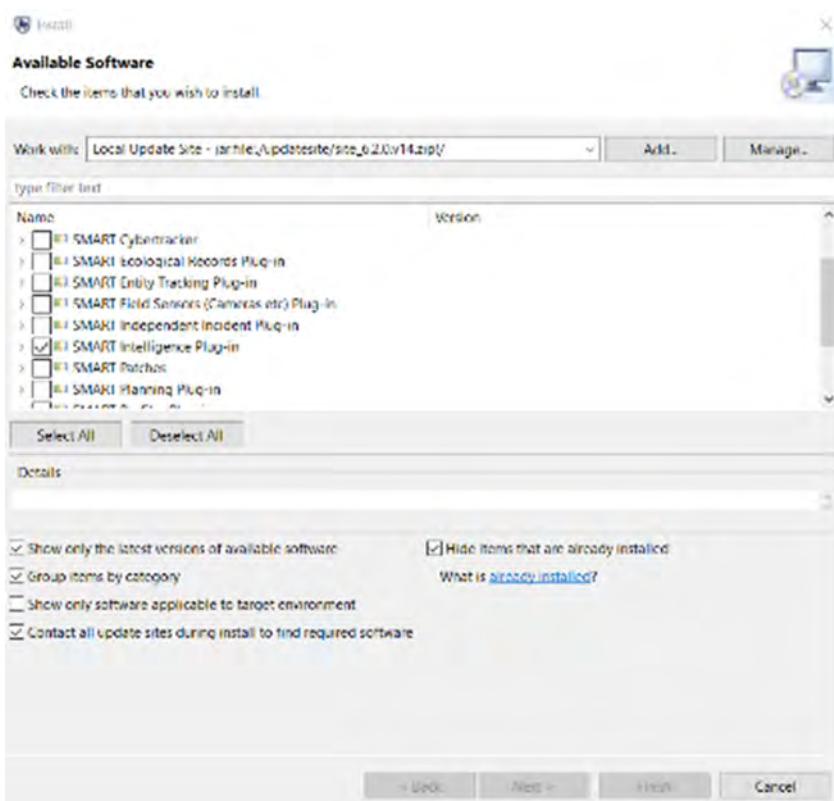 Install
Available Software
Check the items that you wish to install.
Work with: Local Update Site - jar:file:/updatesite/site_6.2.0.v14.zip!/ Add... Manage...
type filter text
Name Version
SMART Cybertracker
SMART Ecological Records Plug-in
SMART Entity Tracking Plug-in
SMART Field Sensors (Cameras etc) Plug-in
SMART Independent Incident Plug-in
SMART Intelligence Plug-in
SMART Patches
SMART Planning Plug-in
Select All Deselect All
Details
Show only the latest versions of available software Hide items that are already installed
Group items by category What is already installed?
Show only software applicable to target environment
Contact all update sites during install to find required software
< Back Next > Finish Cancel